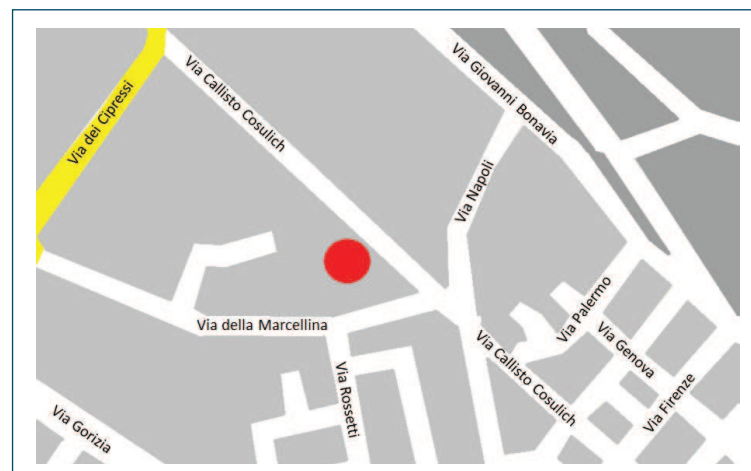 Via dei Cipressi
Via Callisto Cosulich
Via Giovanni Bonavia
Via Napoli
Via della Marcellina
Via Rossetti
Via Palermo
Via Genova
Via Callisto Cosulich
Via Firenze
Via Gorizia